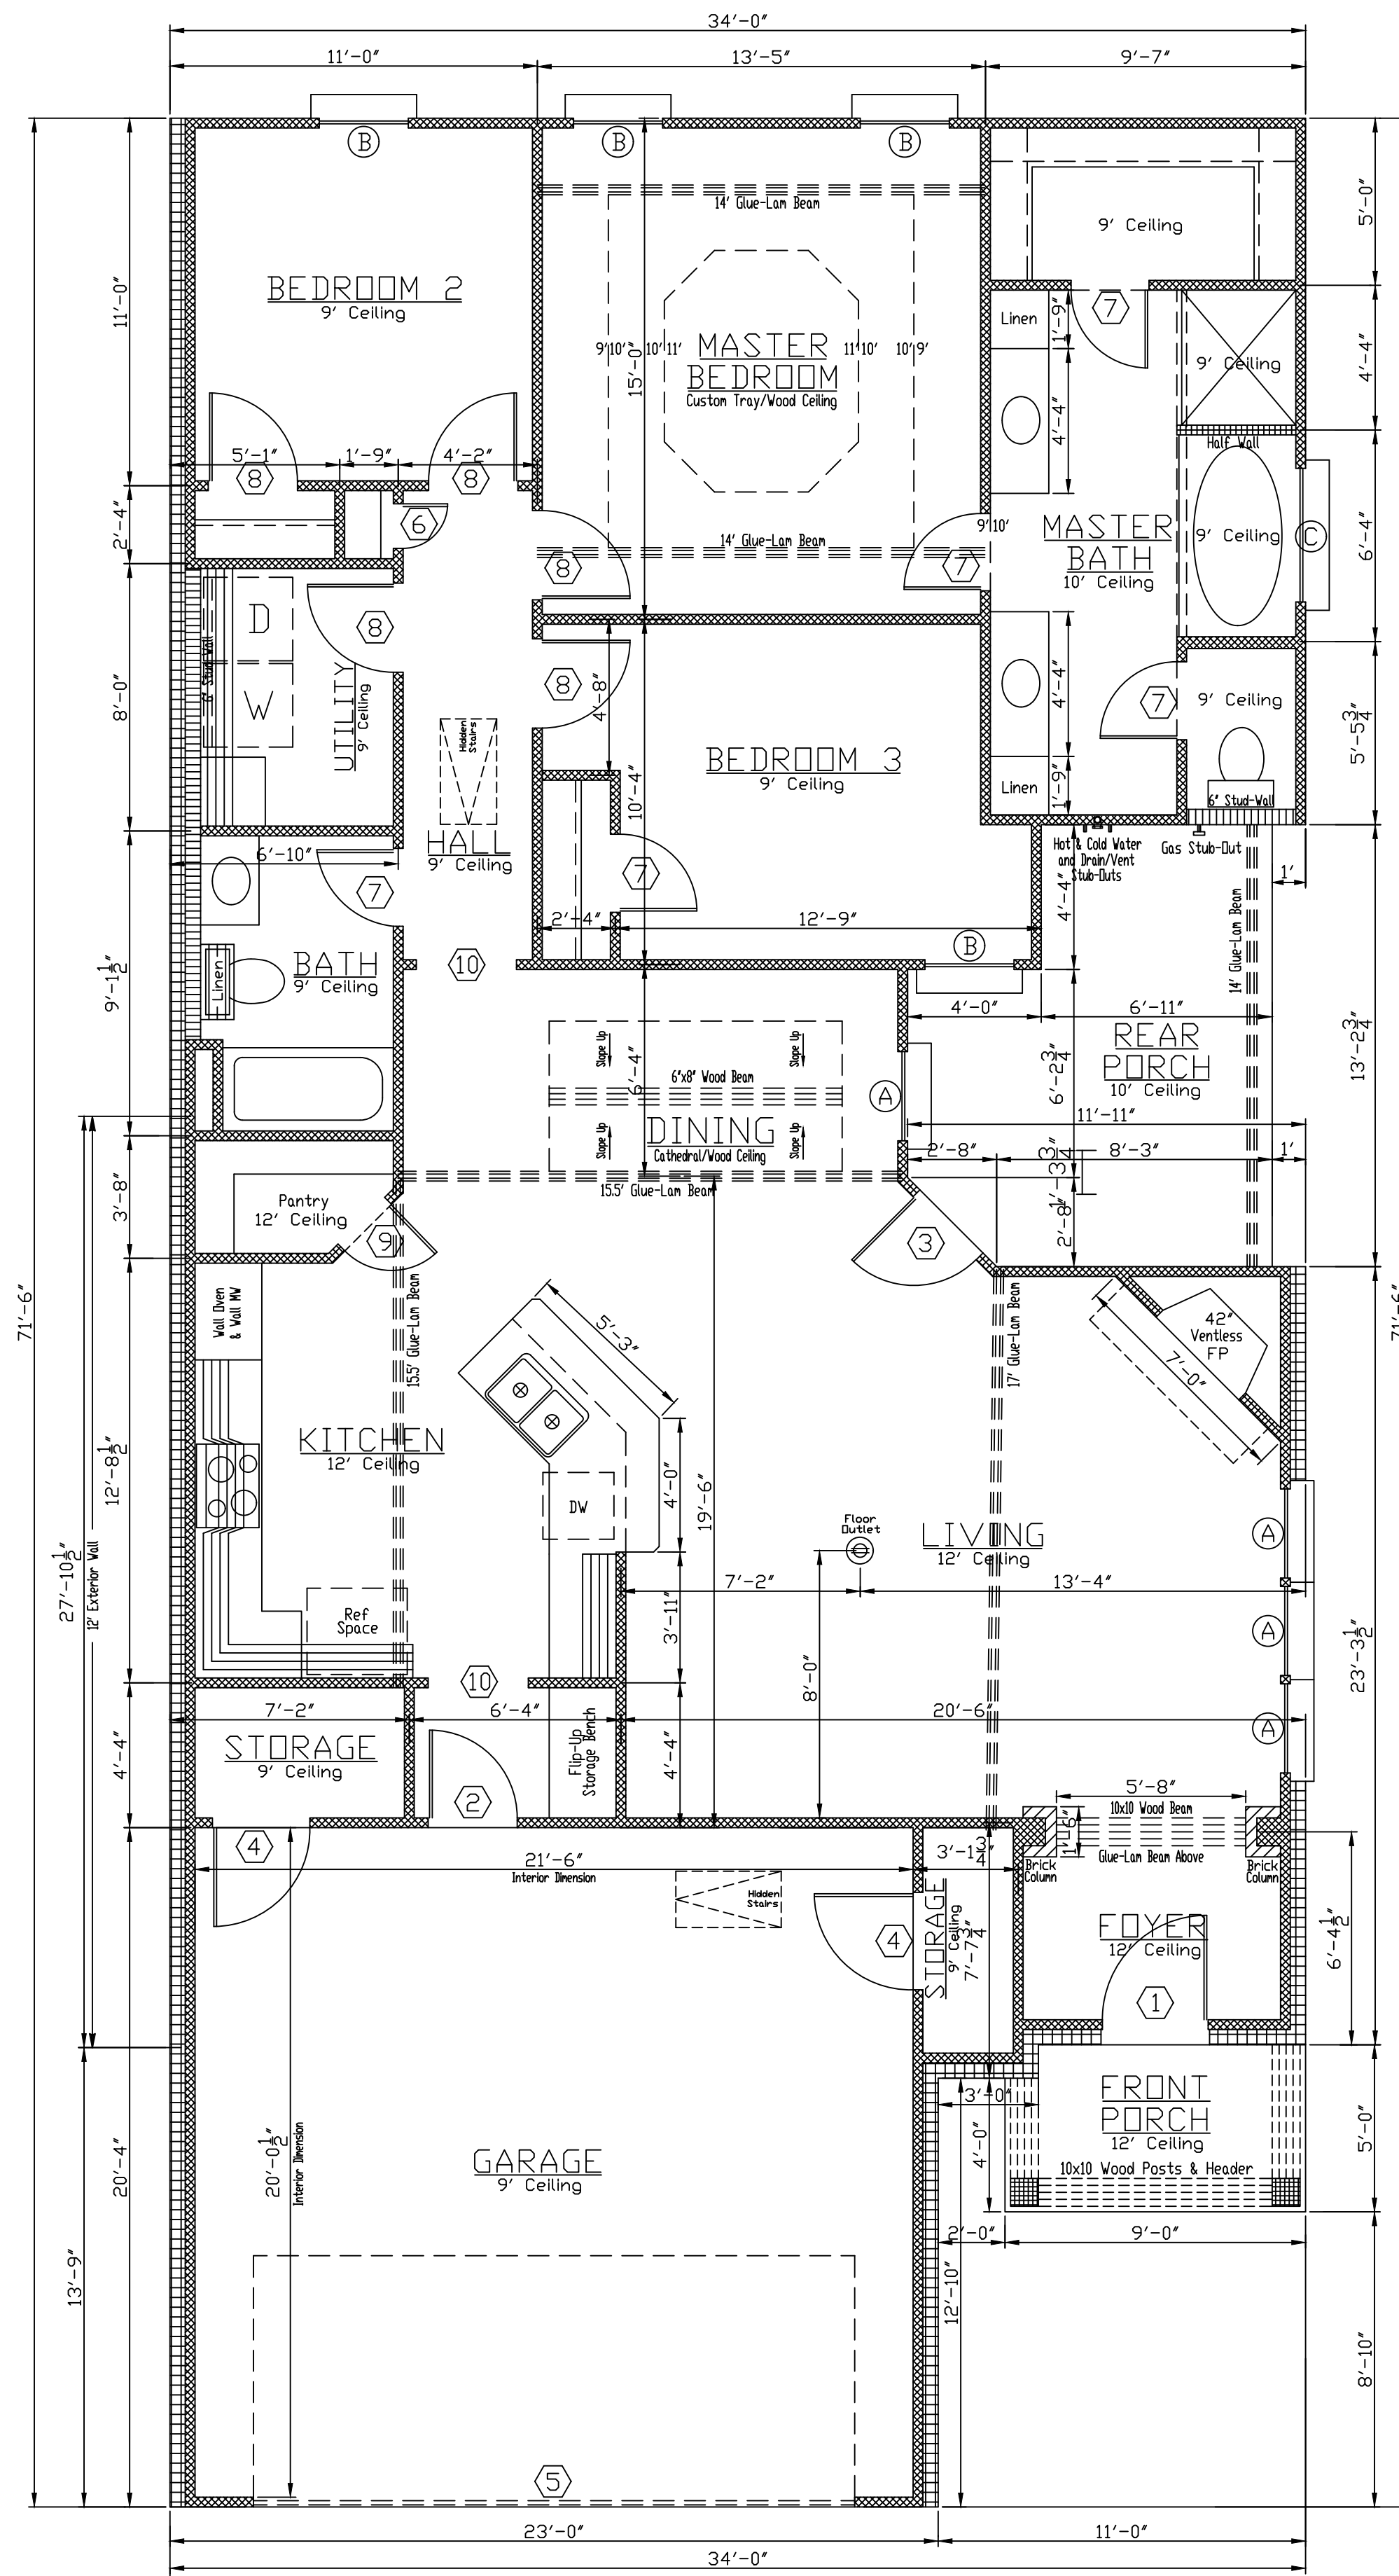 34'-0"
11'-0"
13'-5"
9'-7"
B
B
B
14' Glue-Lam Beam
5'-0"
9' Ceiling
11'-0"
BEDROOM 2
9' Ceiling
15'-0"
9' 10'
10' 11'
MASTER
BEDROOM
Custom Tray/Wood Ceiling
11' 10'
10' 9'
Linen
1'-9"
7
4'-4"
9' Ceiling
4'-4"
Half Wall
5'-1"
1'-9"
4'-2"
8
8
6
2'-4"
14' Glue-Lam Beam
8
9' 10'
7
MASTER
BATH
10' Ceiling
9' Ceiling
C
6'-4"
D
W
6" Stud-Wall
UTILITY
9' Ceiling
8
8'-0"
8
4'-8"
Hidden
Stairs
HALL
9' Ceiling
BEDROOM 3
9' Ceiling
10'-4"
4'-4"
7
9' Ceiling
5'-5 3/4"
Linen
1'-9"
6" Stud-Wall
Hot & Cold Water
and Drain/Vent
Stub-Outs
Gas Stub-Out
1'
6'-10"
7
7
2'-4"
12'-9"
B
4'-4"
14' Glue-Lam Beam
9'-1 1/2"
Linen
BATH
9' Ceiling
10
4'-0"
6'-11"
REAR
PORCH
10' Ceiling
13'-2 3/4"
6'-4"
Slope Up
Slope Up
6"x8" Wood Beam
A
6'-2 3/4"
DINING
Cathedral/Wood Ceiling
Slope Up
Slope Up
11'-11"
2'-8"
8'-3"
1'
1'-3 3/4"
2'-8"
15.5' Glue-Lam Beam
3'-8"
Pantry
12' Ceiling
9
3
71'-6"
71'-6"
Wall Oven
& Wall MW
15.5' Glue-Lam Beam
5'-3"
17' Glue-Lam Beam
42"
Ventless
FP
7'-0"
12'-8 1/2"
KITCHEN
12' Ceiling
DW
4'-0"
19'-6"
Floor
Outlet
LIVING
12' Ceiling
A
27'-10 1/2"
12' Exterior Wall
7'-2"
13'-4"
Ref
Space
3'-11"
A
23'-3 1/2"
10
8'-0"
7'-2"
6'-4"
20'-6"
A
STORAGE
9' Ceiling
4'-4"
Flip-Up
Storage Bench
4'-4"
2
5'-8"
10x10 Wood Beam
1'-6"
Glue-Lam Beam Above
Brick
Column
Brick
Column
4
21'-6"
Interior Dimension
3'-1 3/4"
Hidden
Stairs
4
STORAGE
9' Ceiling
7'-7 3/4"
FOYER
12' Ceiling
6'-4 1/2"
1
3'-0"
4'-0"
FRONT
PORCH
12' Ceiling
10x10 Wood Posts & Header
5'-0"
20'-4"
20'-0 1/2"
Interior Dimension
GARAGE
9' Ceiling
2'-0"
9'-0"
13'-9"
12'-10"
8'-10"
5
23'-0"
11'-0"
34'-0"